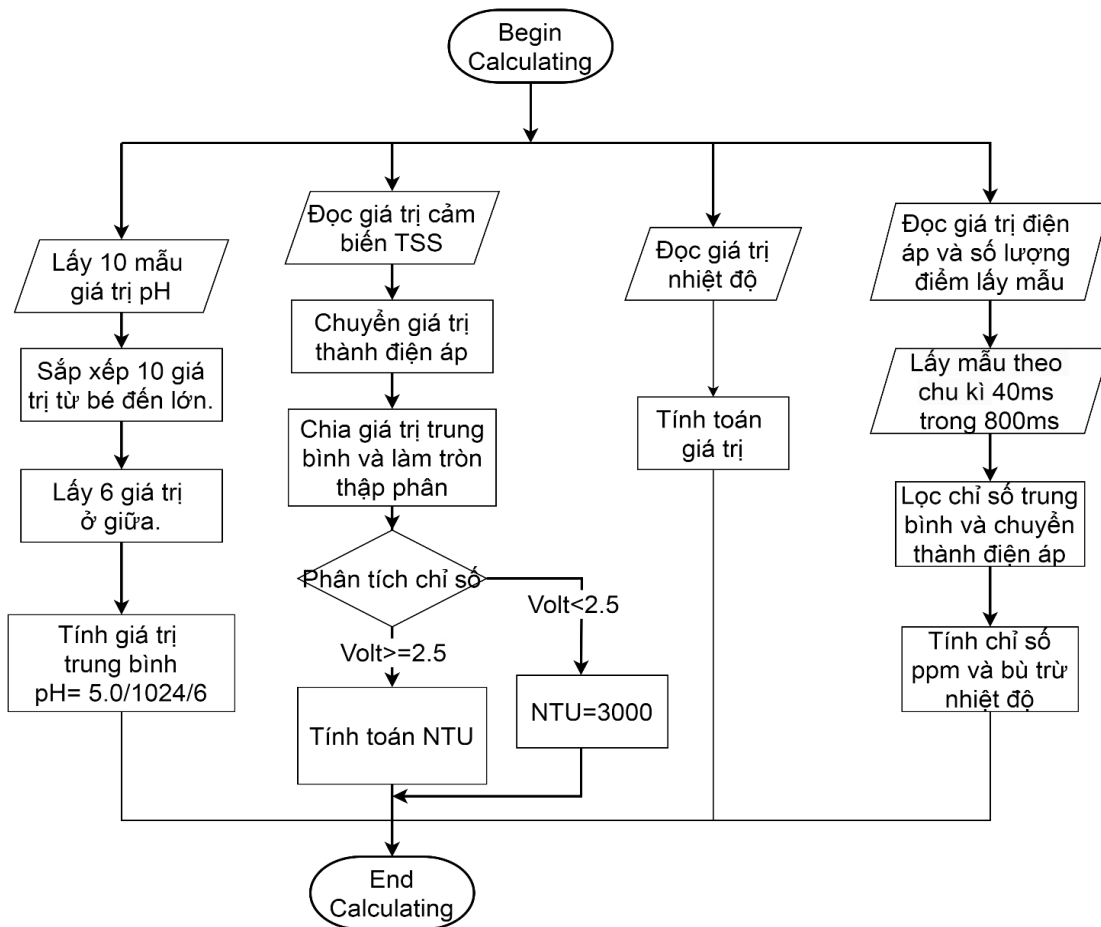 Begin
Calculating
Lấy 10 mẫu
giá trị pH
Sắp xếp 10 giá
trị từ bé đến lớn.
Lấy 6 giá trị
ở giữa.
Tính giá trị
trung bình
pH= 5.0/1024/6
Đọc giá trị cảm
biến TSS
Chuyển giá trị
thành điện áp
Chia giá trị trung
bình và làm tròn
thập phân
Phân tích chỉ số
Volt<2.5
Volt>=2.5
NTU=3000
Tính toán NTU
Đọc giá trị
nhiệt độ
Tính toán
giá trị
Đọc giá trị điện
áp và số lượng
điểm lấy mẫu
Lấy mẫu theo
chu kì 40ms
trong 800ms
Lọc chỉ số trung
bình và chuyển
thành điện áp
Tính chỉ số
ppm và bù trừ
nhiệt độ
End
Calculating